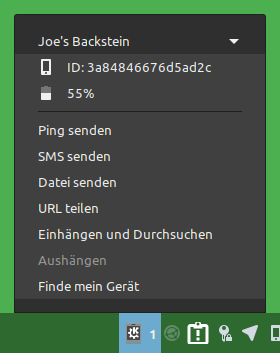 Joe's Backstein
ID: 3a84846676d5ad2c
55%
Ping senden
SMS senden
Datei senden
URL teilen
Einhängen und Durchsuchen
Aushängen
Finde mein Gerät
1